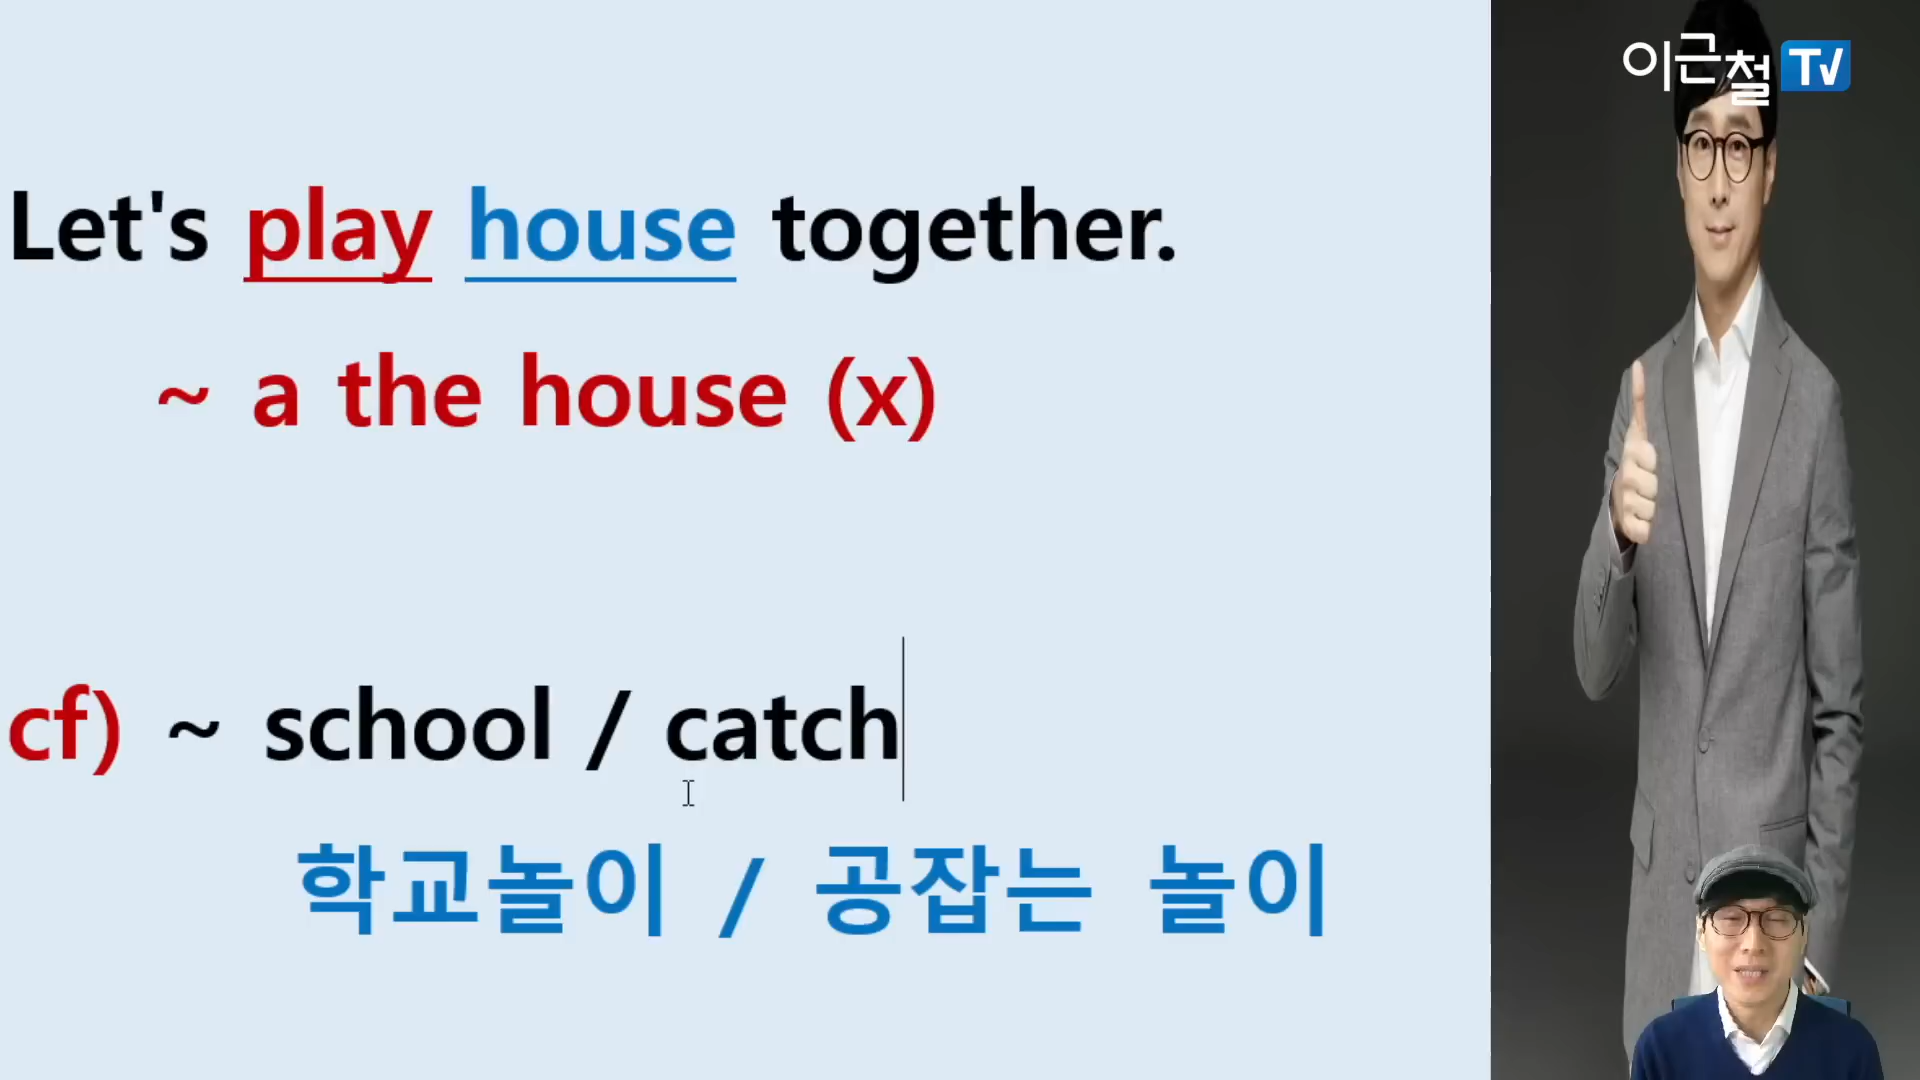 이근철 TV
Let's play house together.
~ a the house (x)
cf) ~ school / catch
학교놀이 / 공잡는 놀이